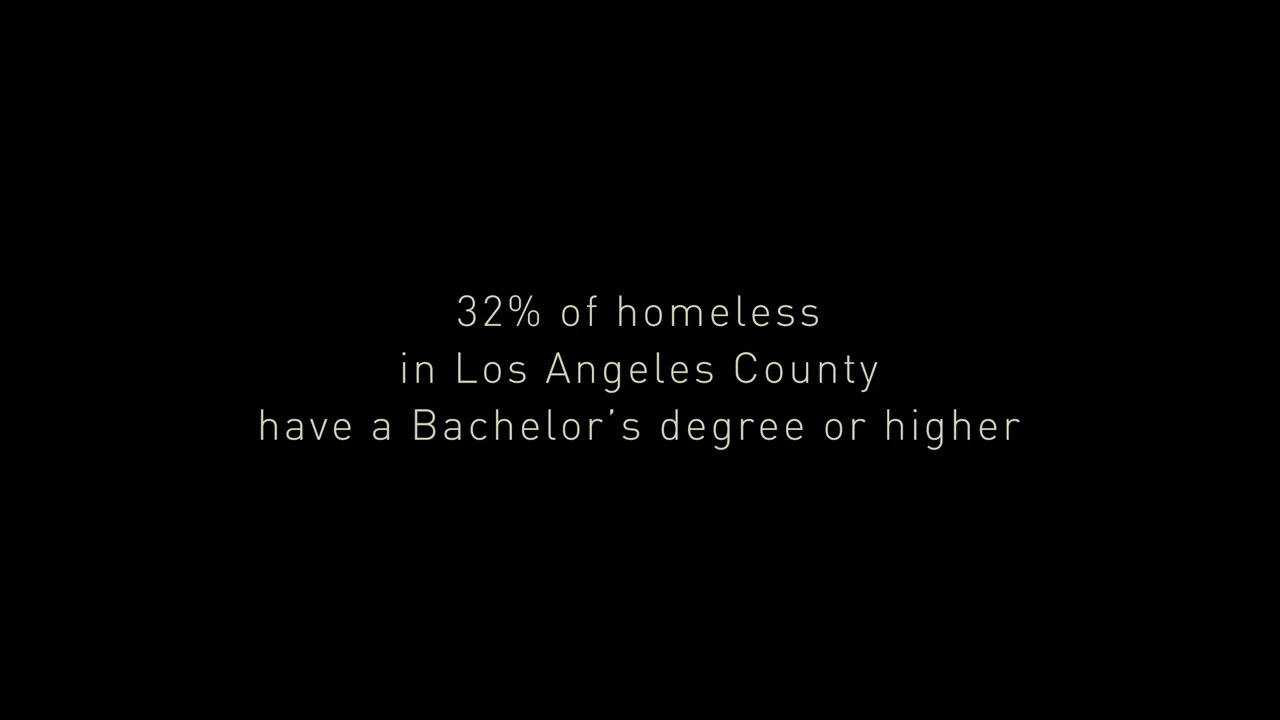 32% of homeless
in Los Angeles County
have a Bachelor’s degree or higher